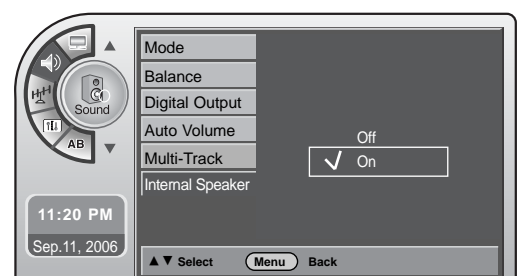 Mode
Balance
Digital Output
Auto Volume
Multi-Track
Internal Speaker
Off
On
Sound
AB
11:20 PM
Sep.11, 2006
▲▼ Select Menu Back